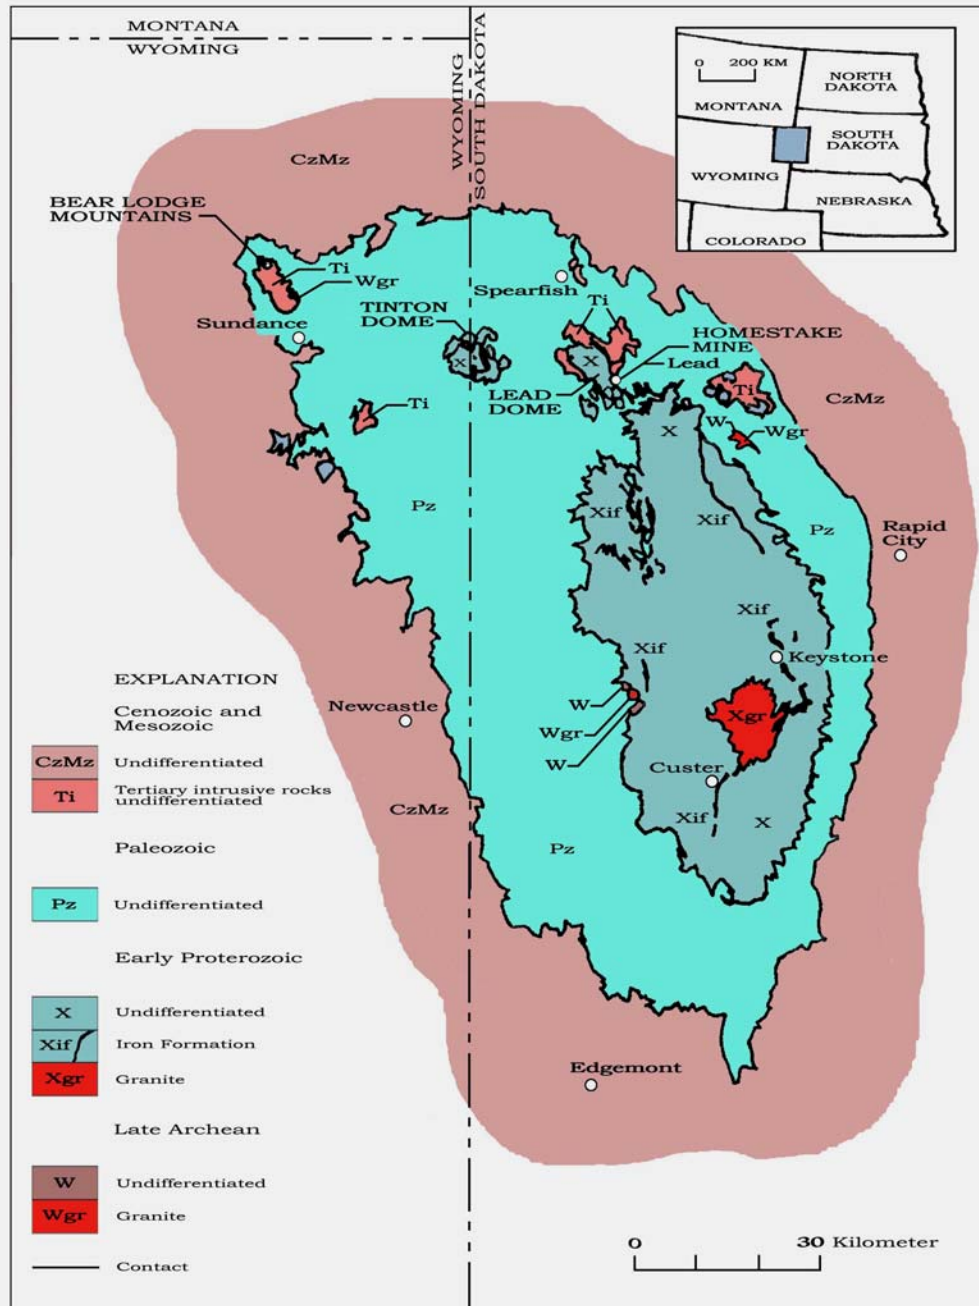 MONTANA
WYOMING
WYOMING
SOUTH DAKOTA
0 200 KM
NORTH
DAKOTA
MONTANA
SOUTH
DAKOTA
WYOMING
NEBRASKA
COLORADO
CzMz
BEAR LODGE
MOUNTAINS
Ti
Wgr
Spearfish
TINTON
DOME
Ti
Sundance
HOMESTAKE
MINE
X
X
Lead
LEAD
DOME
Ti
CzMz
Ti
W
Wgr
X
Pz
Xif
Xif
Pz
Rapid
City
Xif
Xif
Keystone
W
Newcastle
Xgr
Wgr
W
Custer
CzMz
Xif
X
Pz
Edgemont
EXPLANATION
Cenozoic and
Mesozoic
CzMz Undifferentiated
Ti Tertiary intrusive rocks
undifferentiated
Paleozoic
Pz Undifferentiated
Early Proterozoic
X Undifferentiated
Xif Iron Formation
Xgr Granite
Late Archean
W Undifferentiated
Wgr Granite
Contact
0 30 Kilometer